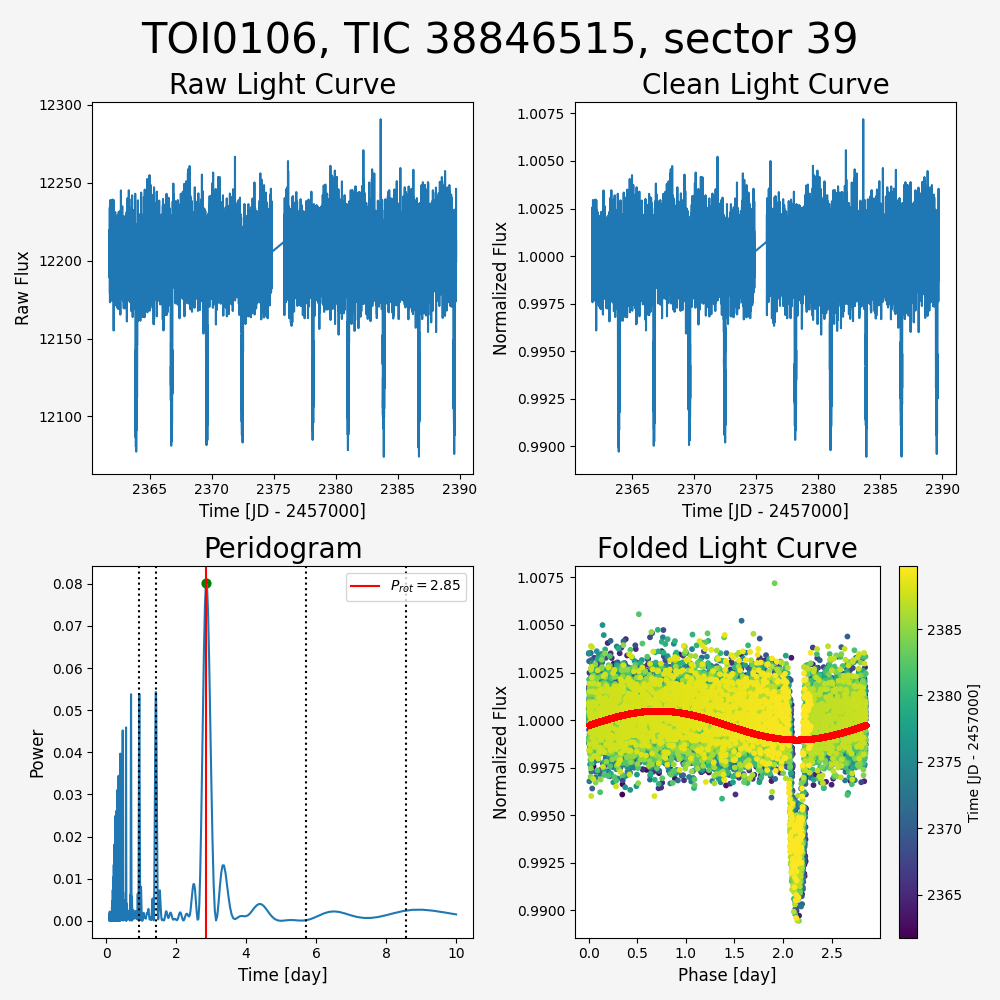 TOI0106, TIC 38846515, sector 39
Raw Light Curve
12300
12250
12200
12150
12100
Raw Flux
2365 2370 2375 2380 2385 2390
Time [JD - 2457000]
Clean Light Curve
1.0075
1.0050
1.0025
1.0000
0.9975
0.9950
0.9925
0.9900
Normalized Flux
2365 2370 2375 2380 2385 2390
Time [JD - 2457000]
Peridogram
0.08
0.07
0.06
0.05
0.04
0.03
0.02
0.01
0.00
Power
P_rot = 2.85
0 2 4 6 8 10
Time [day]
Folded Light Curve
1.0075
1.0050
1.0025
1.0000
0.9975
0.9950
0.9925
0.9900
Normalized Flux
0.0 0.5 1.0 1.5 2.0 2.5
Phase [day]
2385
2380
2375
2370
2365
Time [JD - 2457000]